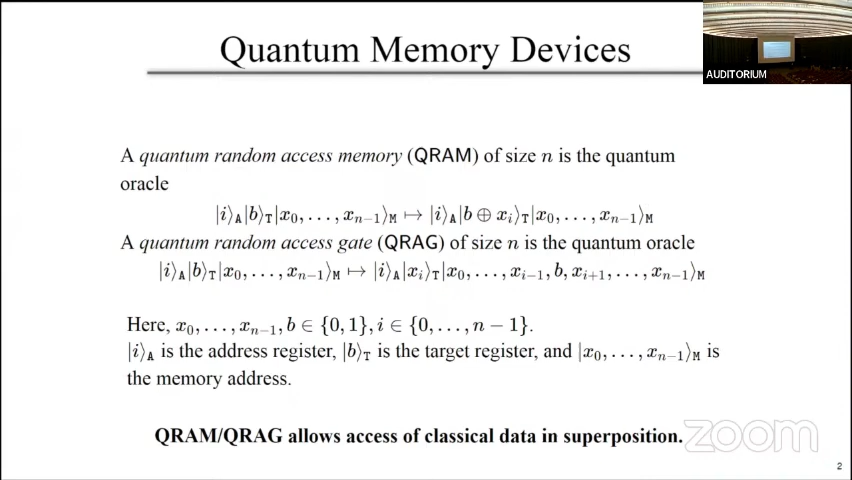 Quantum Memory Devices
AUDITORIUM
A quantum random access memory (QRAM) of size n is the quantum
oracle
|i⟩_A|b⟩_T|x_0, . . . , x_{n−1}⟩_M ↦ |i⟩_A|b ⊕ x_i⟩_T|x_0, . . . , x_{n−1}⟩_M
A quantum random access gate (QRAG) of size n is the quantum oracle
|i⟩_A|b⟩_T|x_0, . . . , x_{n−1}⟩_M ↦ |i⟩_A|x_i⟩_T|x_0, . . . , x_{i−1}, b, x_{i+1}, . . . , x_{n−1}⟩_M
Here, x_0, . . . , x_{n−1}, b ∈ {0, 1}, i ∈ {0, . . . , n − 1}.
|i⟩_A is the address register, |b⟩_T is the target register, and |x_0, . . . , x_{n−1}⟩_M is
the memory address.
QRAM/QRAG allows access of classical data in superposition.
zoom
2